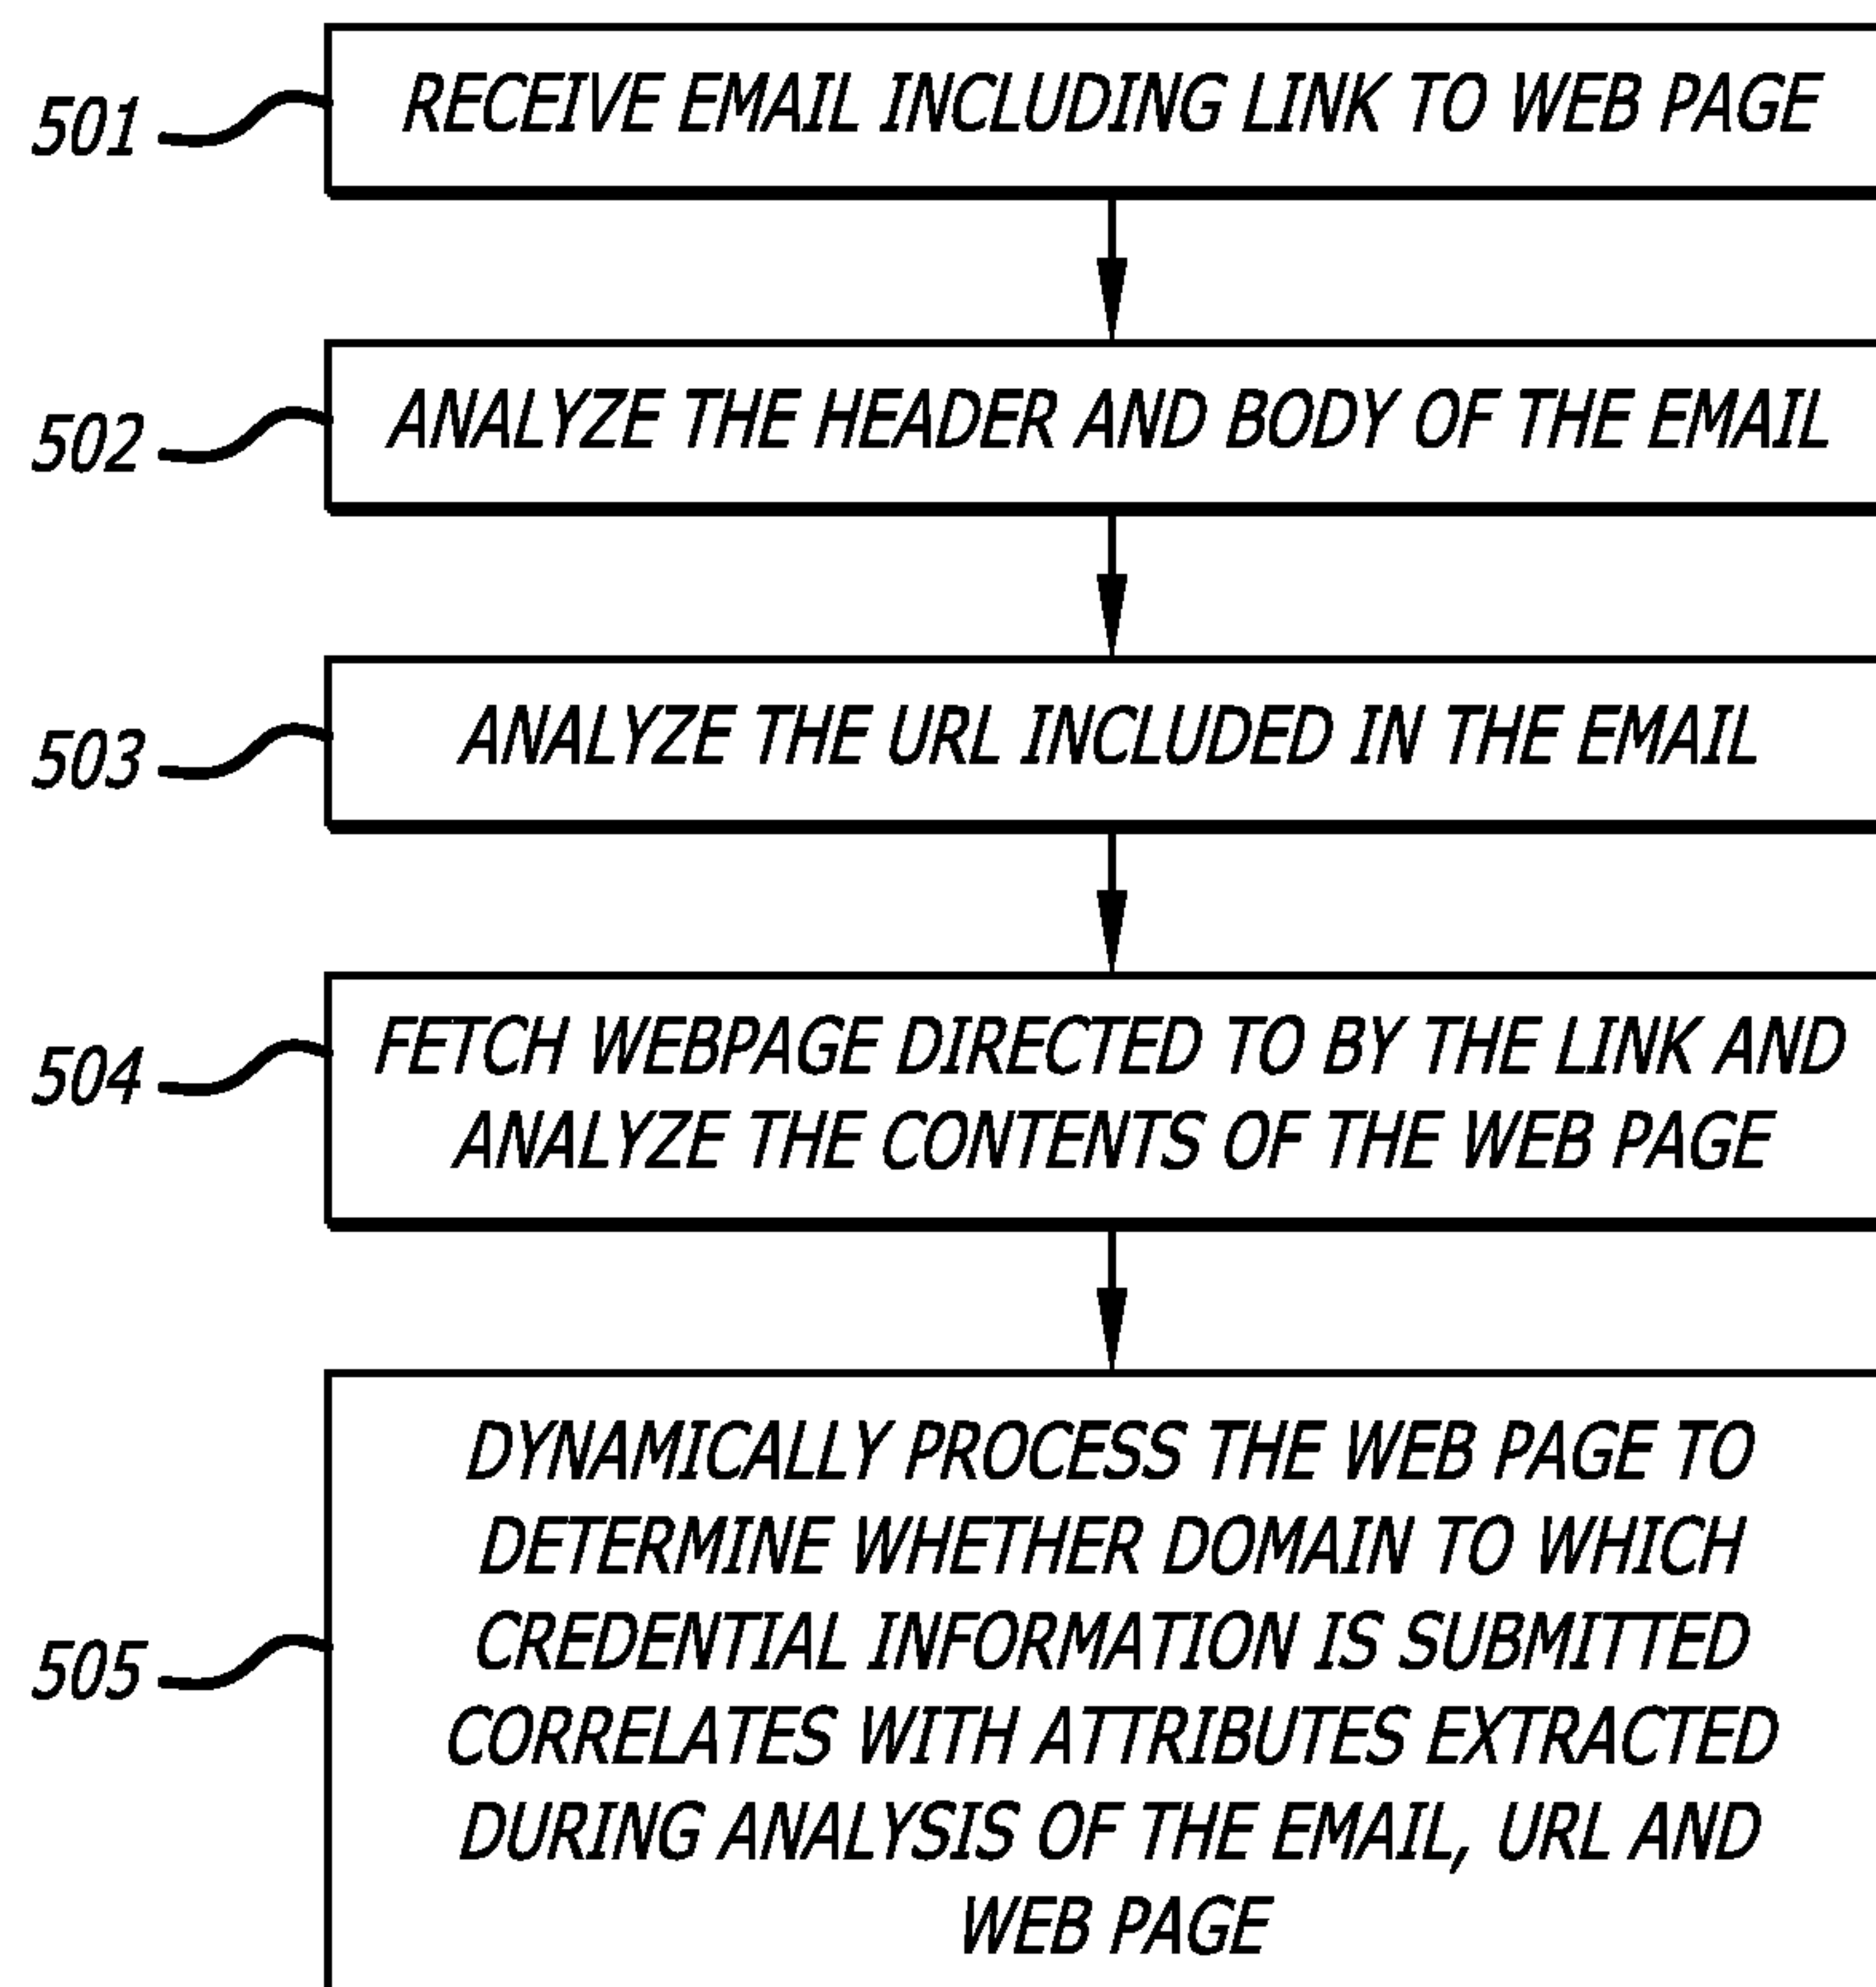 501 RECEIVE EMAIL INCLUDING LINK TO WEB PAGE
502 ANALYZE THE HEADER AND BODY OF THE EMAIL
503 ANALYZE THE URL INCLUDED IN THE EMAIL
504 FETCH WEBPAGE DIRECTED TO BY THE LINK AND
ANALYZE THE CONTENTS OF THE WEB PAGE
505
DYNAMICALLY PROCESS THE WEB PAGE TO
DETERMINE WHETHER DOMAIN TO WHICH
CREDENTIAL INFORMATION IS SUBMITTED
CORRELATES WITH ATTRIBUTES EXTRACTED
DURING ANALYSIS OF THE EMAIL, URL AND
WEB PAGE